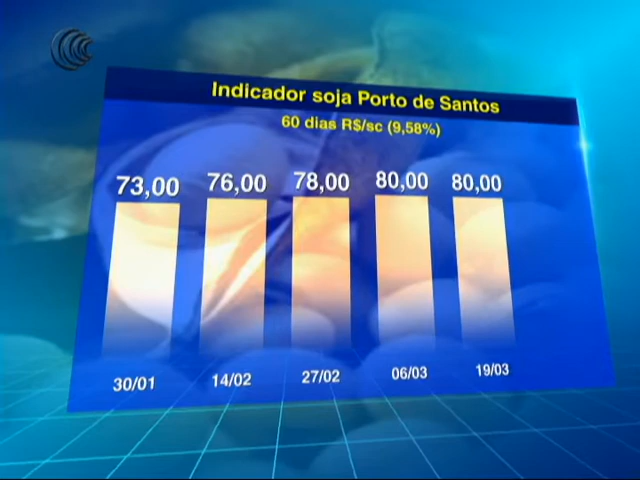 Indicador soja Porto de Santos
60 dias R$/sc (9,58%)
73,00 76,00 78,00 80,00 80,00
30/01 14/02 27/02 06/03 19/03